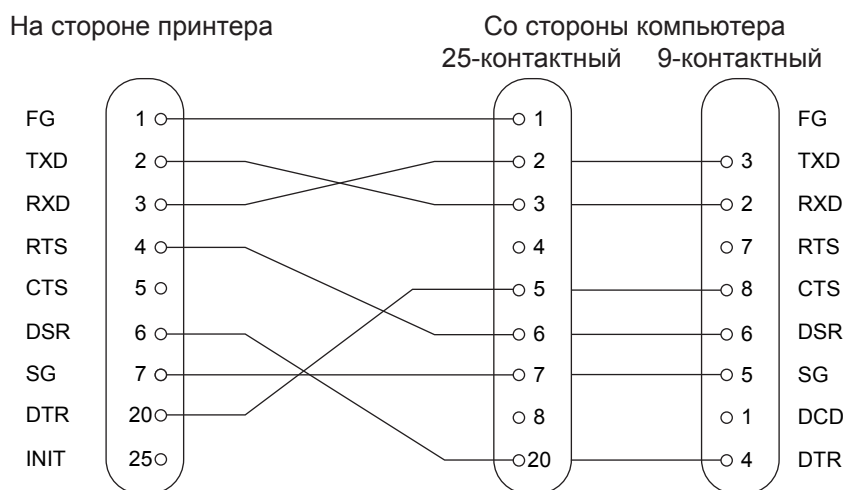 На стороне принтера Со стороны компьютера
25-контактный 9-контактный
FG 1 1 FG
TXD 2 2 3 TXD
RXD 3 3 2 RXD
RTS 4 4 7 RTS
CTS 5 5 8 CTS
DSR 6 6 6 DSR
SG 7 7 5 SG
DTR 20 8 1 DCD
INIT 25 20 4 DTR